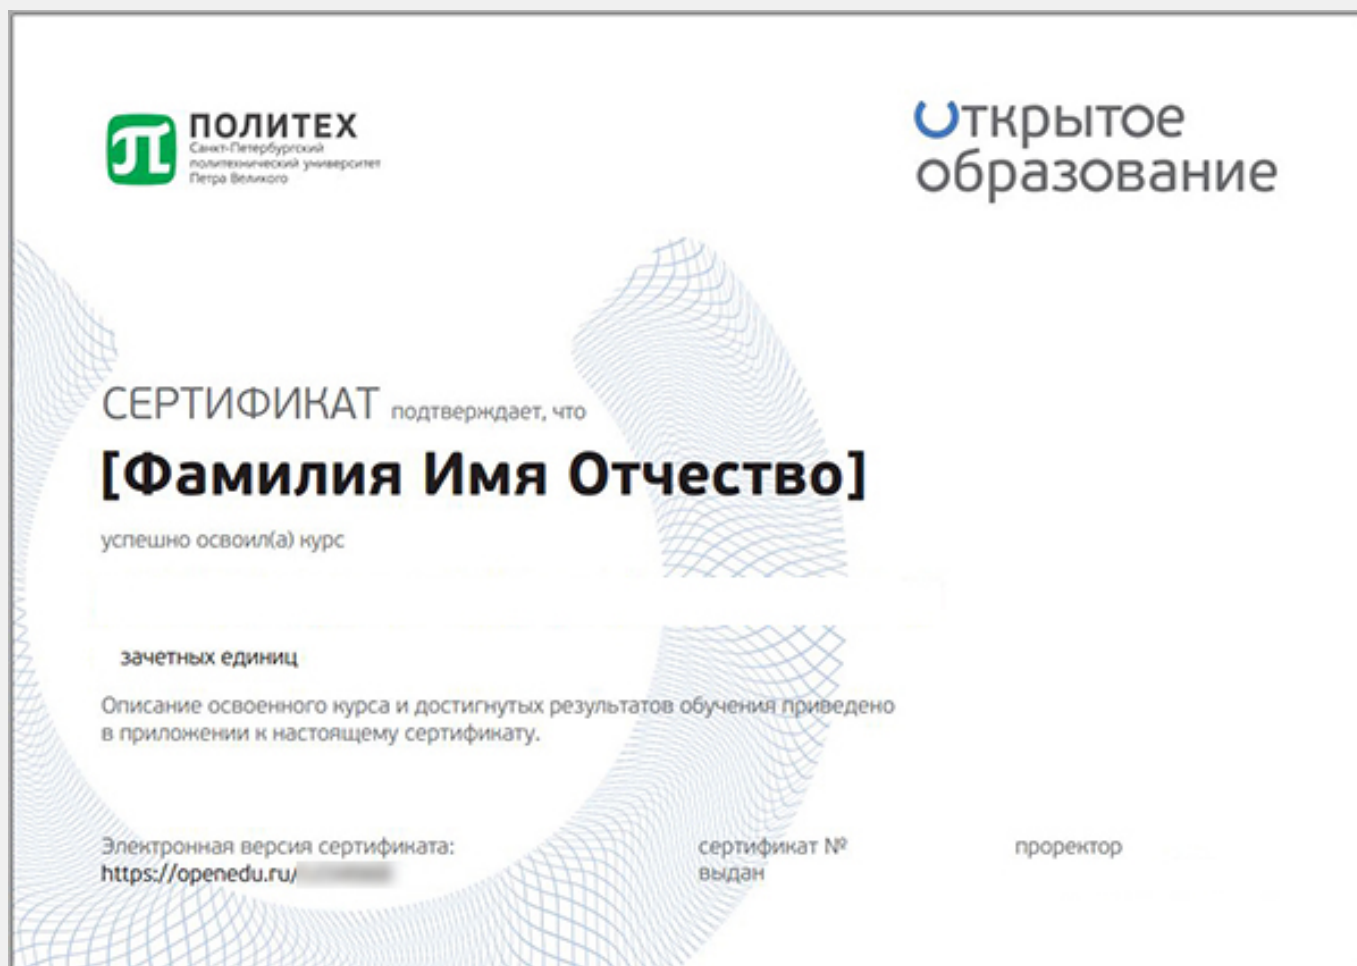 ПОЛИТЕХ
Санкт-Петербургский
политехнический университет
Петра Великого
Открытое
образование
СЕРТИФИКАТ подтверждает, что
[Фамилия Имя Отчество]
успешно освоил(а) курс
зачетных единиц
Описание освоенного курса и достигнутых результатов обучения приведено
в приложении к настоящему сертификату.
Электронная версия сертификата:
https://openedu.ru/
сертификат №
выдан
проректор